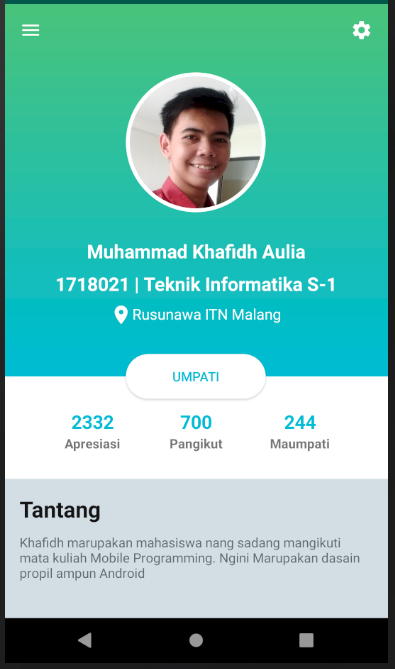 Muhammad Khafidh Aulia
1718021 | Teknik Informatika S-1
Rusunawa ITN Malang
UMPATI
2332 700 244
Apresiasi Pangikut Maumpati
Tantang
Khafidh marupakan mahasiswa nang sadang mangikuti
mata kuliah Mobile Programming. Ngini Marupakan dasain
propil ampun Android